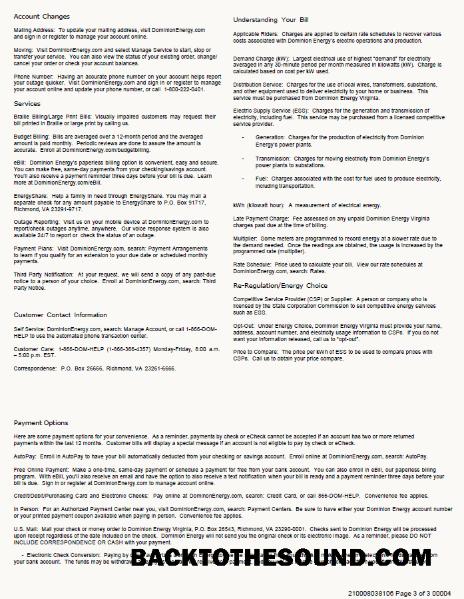 Account Changes
Mailing Address: To update your mailing address, visit DominionEnergy.com
and sign in or register to manage your account online.
Moving: Visit DominionEnergy.com and select Manage Service to start, stop or
transfer your service. You can also view the status of your existing order, change/
cancel your order or check your account balances.
Phone Number: Having an accurate phone number on your account helps report
your outage quicker. Visit DominionEnergy.com and sign in or register to manage
your account online and update your phone number, or call 1-800-222-0401.
Services
Braille Billing/Large Print Bills: Visually impaired customers may request their
bill printed in Braille or large print by calling us.
Budget Billing: Bills are averaged over a 12-month period and the averaged
amount is paid monthly. Periodic reviews are done to assure the amount is
accurate. Enroll at DominionEnergy.com/budgetbilling.
eBill: Dominion Energy's paperless billing option is convenient, easy and secure.
You can make free, same-day payments from your checking/savings account.
You'll also receive a payment reminder three days before your bill is due. Learn
more at DominionEnergy.com/eBill.
EnergyShare: Help a family in need through EnergyShare. You may mail a
separate check for any amount payable to EnergyShare to P.O. Box 91717,
Richmond, VA 23291-9717.
Outage Reporting: Visit us on your mobile device at DominionEnergy.com to
report/check outages anytime, anywhere. Our voice response system is also
available 24/7 to report or check the status of an outage.
Payment Plans: Visit DominionEnergy.com, search: Payment Arrangements
to learn if you qualify for an extension to your due date or scheduled monthly
payments.
Third Party Notification: At your request, we will send a copy of any past-due
notice to a person of your choice. Enroll at DominionEnergy.com, search: Third
Party Notice.
Customer Contact Information
Self Service: DominionEnergy.com, search: Manage Account, or call 1-866-DOM-
HELP to use the automated phone transaction center.
Customer Care: 1-866-DOM-HELP (1-866-366-4357) Monday-Friday, 8:00 a.m.
– 5:00 p.m. EST.
Correspondence: P.O. Box 26666, Richmond, VA 23261-6666.
Understanding Your Bill
Applicable Riders: Charges are applied to certain rate schedules to recover various
costs associated with Dominion Energy's electric operations and production.
Demand Charge (kW): Largest electrical use of highest "demand" for electricity
averaged in any 30-minute period per month measured in kilowatts (kW). Charge is
calculated based on cost per kW used.
Distribution Service: Charges for the use of local wires, transformers, substations,
and other equipment used to deliver electricity to your home or business. This
service must be purchased from Dominion Energy Virginia.
Electric Supply Service (ESS): Charges for the generation and transmission of
electricity, including fuel. This service may be purchased from a licensed competitive
service provider.
- Generation: Charges for the production of electricity from Dominion
Energy's power plants.
- Transmission: Charges for moving electricity from Dominion Energy's
power plants to substations.
- Fuel: Charges associated with the cost for fuel used to produce electricity,
including transportation.
kWh (kilowatt hour): A measurement of electrical energy.
Late Payment Charge: Fee assessed on any unpaid Dominion Energy Virginia
charges past due at the time of billing.
Multiplier: Some meters are programmed to record energy at a slower rate due to
the demand needed. Once the readings are obtained, the usage is increased by the
programmed rate (multiplier).
Rate Schedule: Price used to calculate your bill. View our rate schedules at
DominionEnergy.com, search: Rates.
Re-Regulation/Energy Choice
Competitive Service Provider (CSP) or Supplier: A person or company who is
licensed by the State Corporation Commission to sell competitive energy services
such as ESS.
Opt-Out: Under Energy Choice, Dominion Energy Virginia must provide your name,
address, account number, and electricity usage information to CSPs. If you do not
want your information released, call us to "opt-out".
Price to Compare: The price per kWh of ESS to be used to compare prices with
CSPs. Call us to obtain your price to compare.
Payment Options
Here are some payment options for your convenience. As a reminder, payments by check or eCheck cannot be accepted if an account has two or more returned
payments within the last 12 months. Customer bills will display a special message if an account is not eligible to pay by check or eCheck.
AutoPay: Enroll in AutoPay to have your bill automatically deducted from your checking or savings account. Enroll online at DominionEnergy.com, search: AutoPay.
Free Online Payment: Make a one-time, same-day payment or schedule a payment for free from your bank account. You can also enroll in eBill, our paperless billing
program. With eBill, you'll also receive an email and have the option to also receive a text notification when your bill is ready and a payment reminder three days before your
bill is due. Sign in or register at DominionEnergy.com to manage account online.
Credit/Debit/Purchasing Card and Electronic Checks: Pay online at DominionEnergy.com, search: Credit Card, or call 866-DOM-HELP. Convenience fee applies.
In Person: For an Authorized Payment Center near you, visit DominionEnergy.com, search: Payment Centers. Be sure to have either your Dominion Energy account number
or your printed payment coupon available when paying in person. Convenience fee applies.
U.S. Mail: Mail your check or money order to Dominion Energy Virginia, P.O. Box 26543, Richmond, VA 23290-0001. Checks sent to Dominion Energy will be processed
upon receipt regardless of the date included on the check. Dominion Energy will not send you the original check or its electronic image. As a reminder, please DO NOT
INCLUDE CORRESPONDENCE OR CASH with your payment.
- Electronic Check Conversion: Paying by
your bank account. The funds may be
BACKOFTHESOUND.COM
210008038106 Page 3 of 3 00004